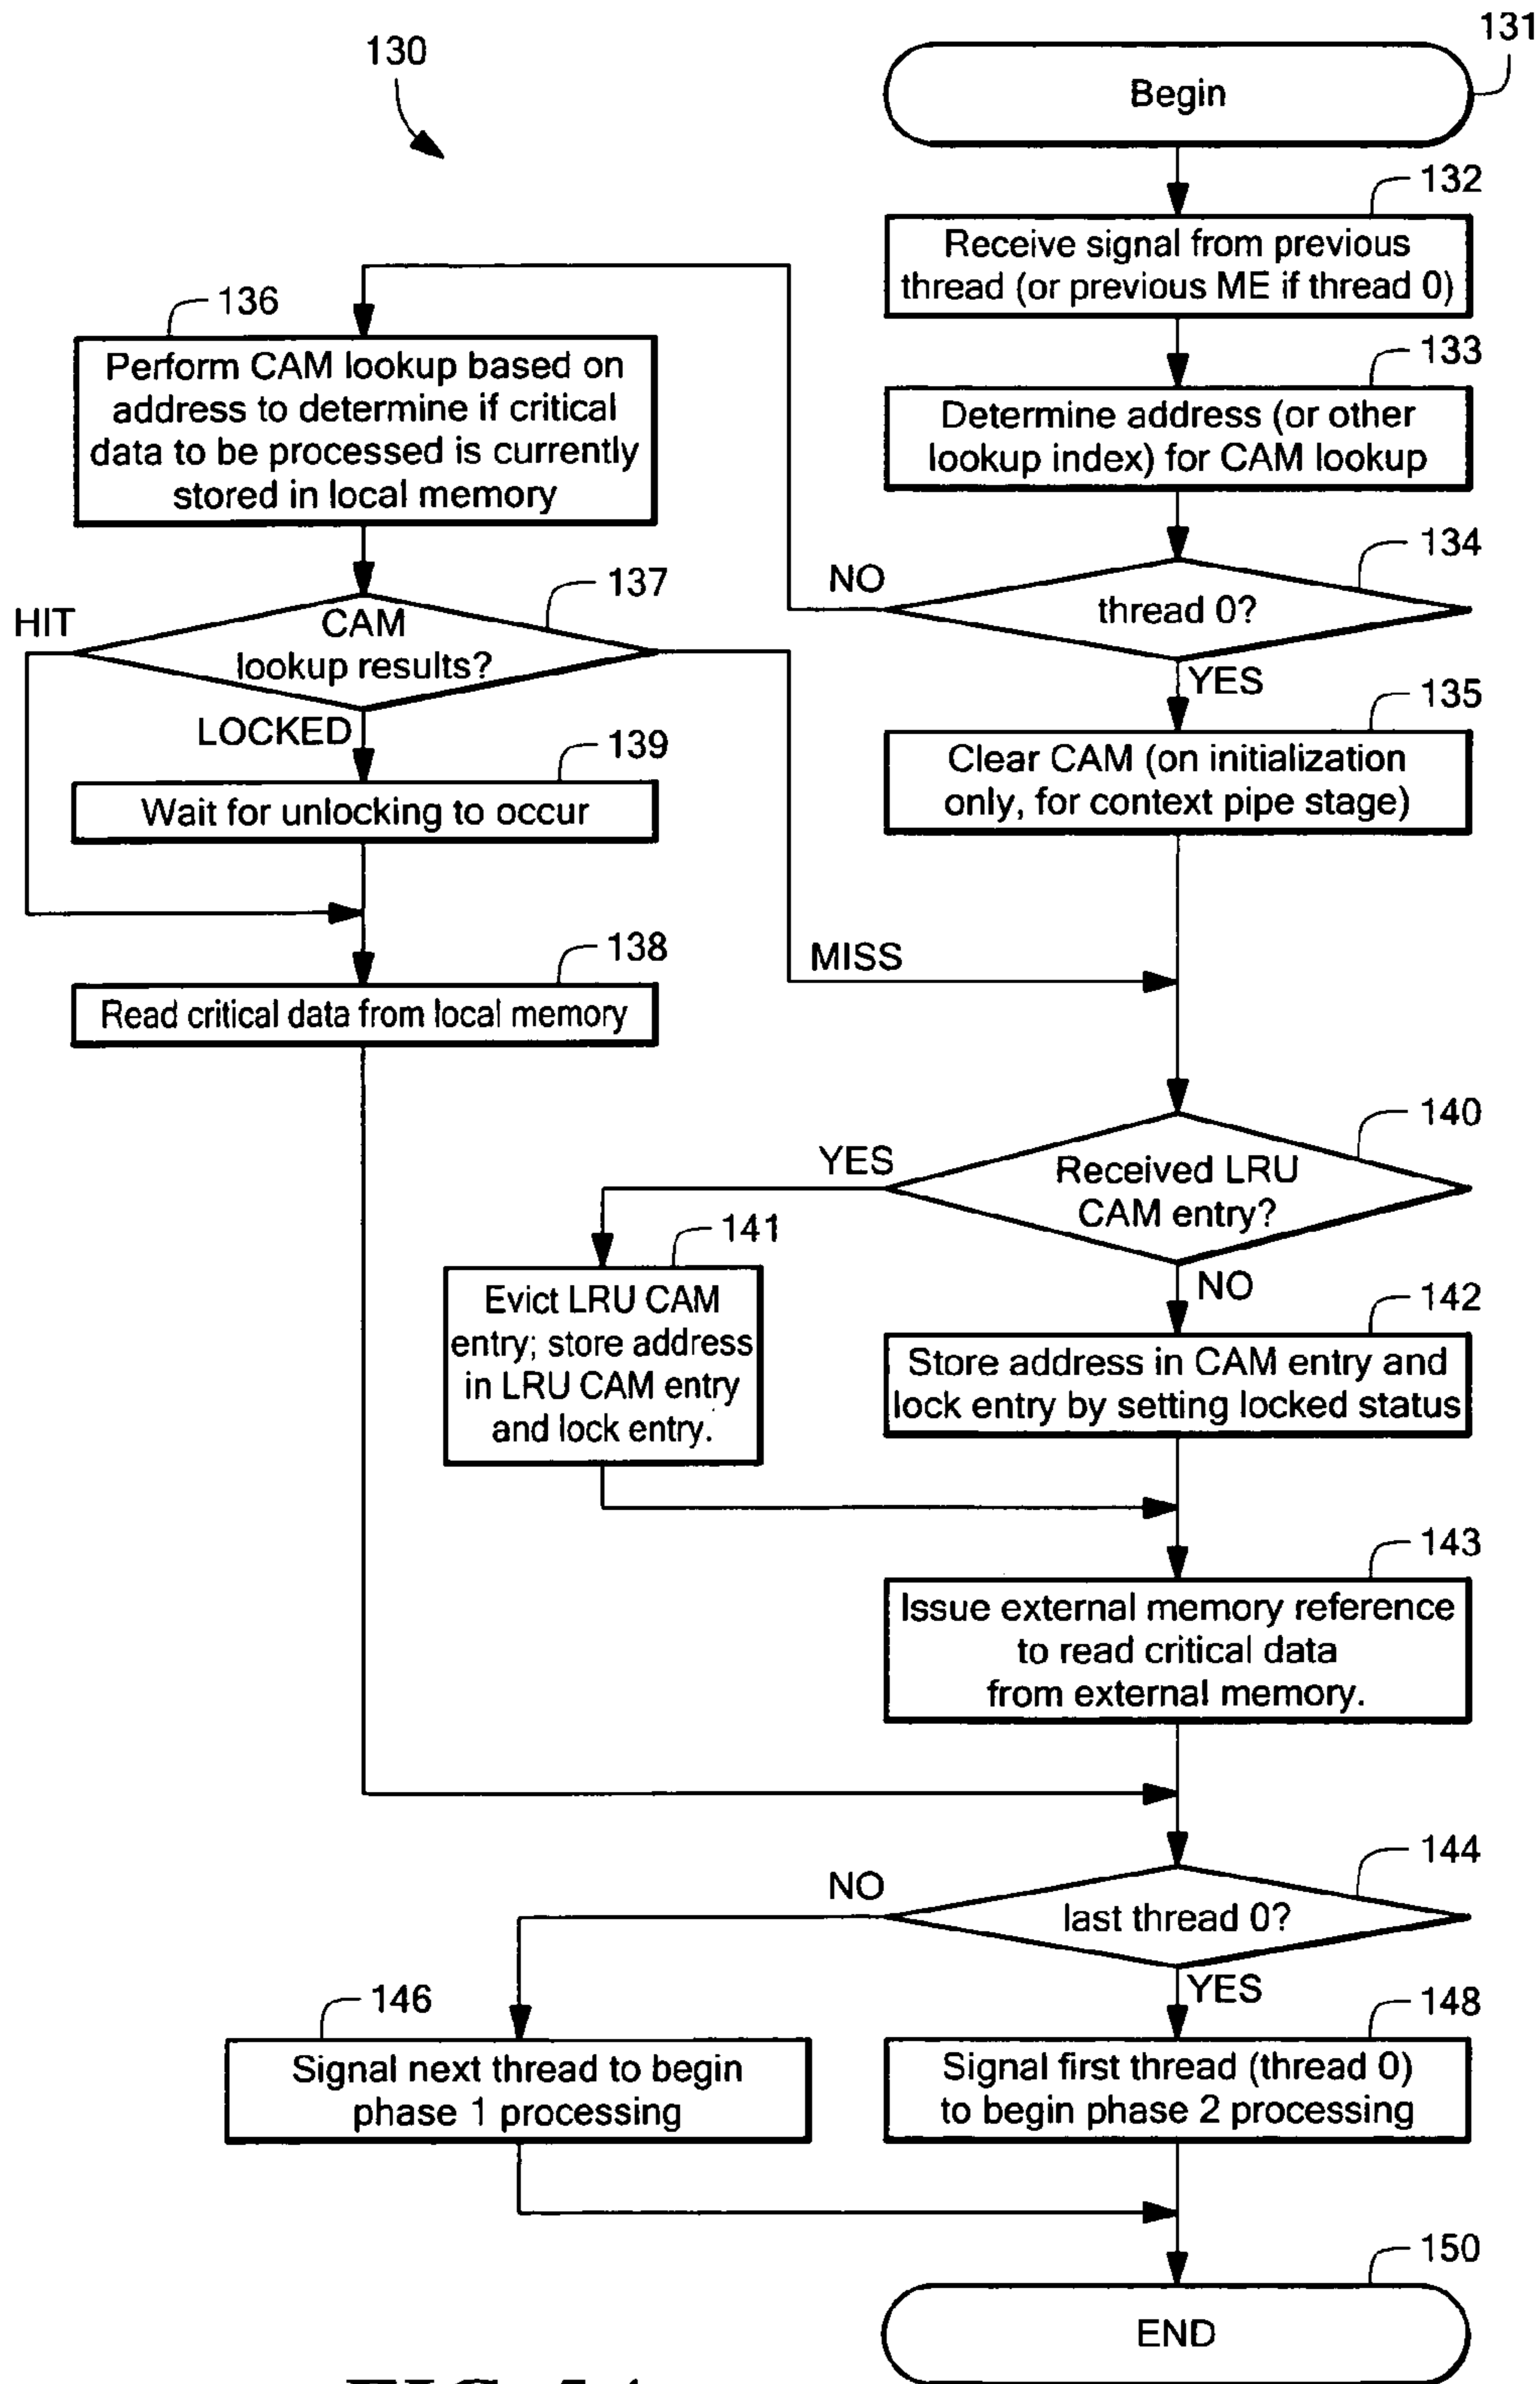 130
131
Begin
132
Receive signal from previous
thread (or previous ME if thread 0)
133
Determine address (or other
lookup index) for CAM lookup
134
thread 0?
NO
YES
135
Clear CAM (on initialization
only, for context pipe stage)
136
Perform CAM lookup based on
address to determine if critical
data to be processed is currently
stored in local memory
137
CAM
lookup results?
HIT
LOCKED
MISS
139
Wait for unlocking to occur
138
Read critical data from local memory
140
Received LRU
CAM entry?
YES
NO
141
Evict LRU CAM
entry; store address
in LRU CAM entry
and lock entry.
142
Store address in CAM entry and
lock entry by setting locked status
143
Issue external memory reference
to read critical data
from external memory.
144
last thread 0?
NO
YES
146
Signal next thread to begin
phase 1 processing
148
Signal first thread (thread 0)
to begin phase 2 processing
150
END